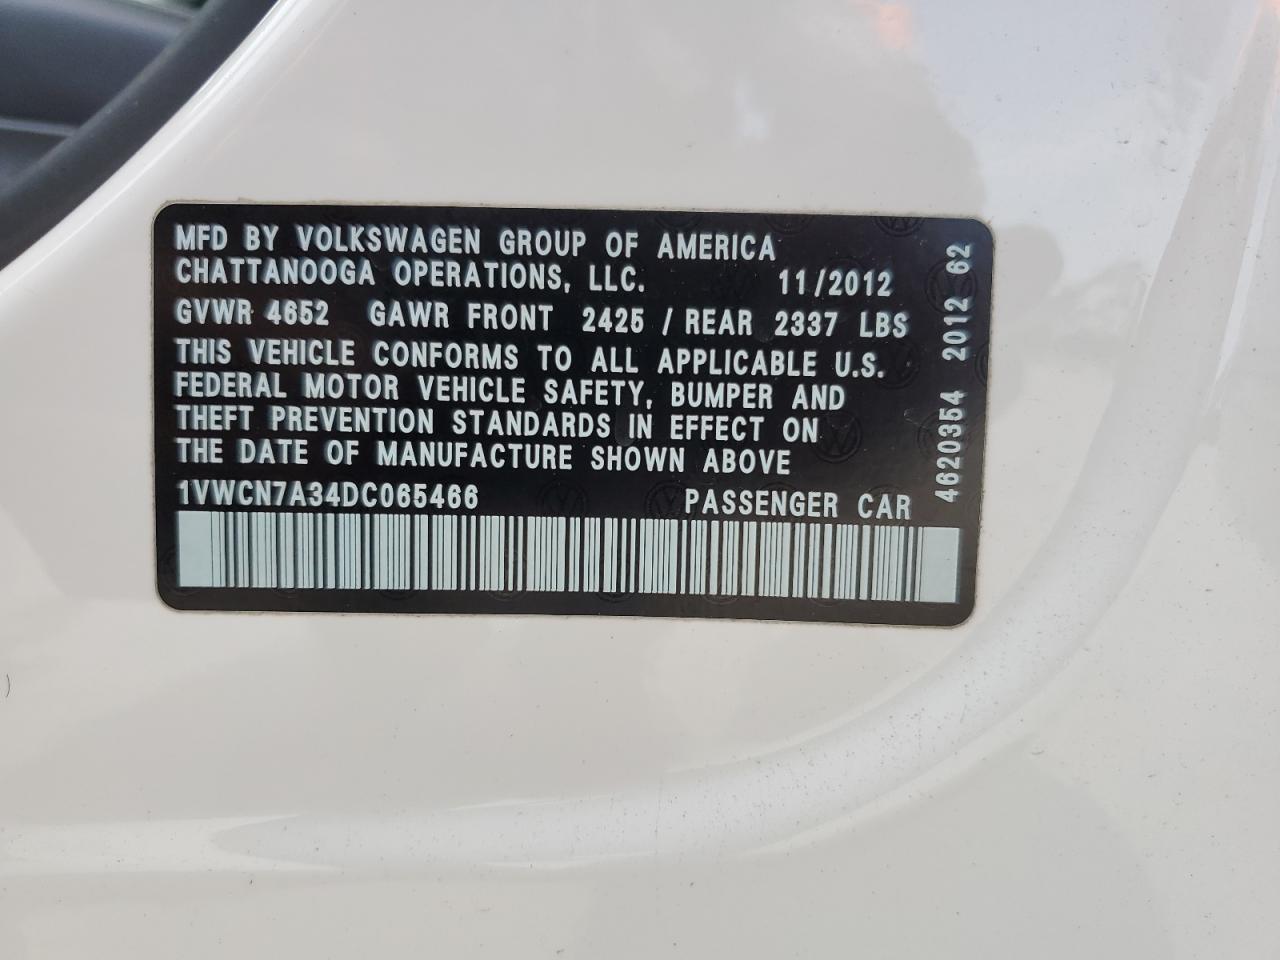 MFD BY VOLKSWAGEN GROUP OF AMERICA
CHATTANOOGA OPERATIONS, LLC. 11/2012
GVWR 4652 GAWR FRONT 2425 / REAR 2337 LBS
THIS VEHICLE CONFORMS TO ALL APPLICABLE U.S.
FEDERAL MOTOR VEHICLE SAFETY, BUMPER AND
THEFT PREVENTION STANDARDS IN EFFECT ON
THE DATE OF MANUFACTURE SHOWN ABOVE
1VWCN7A34DC065466 PASSENGER CAR
4620354 2012 62